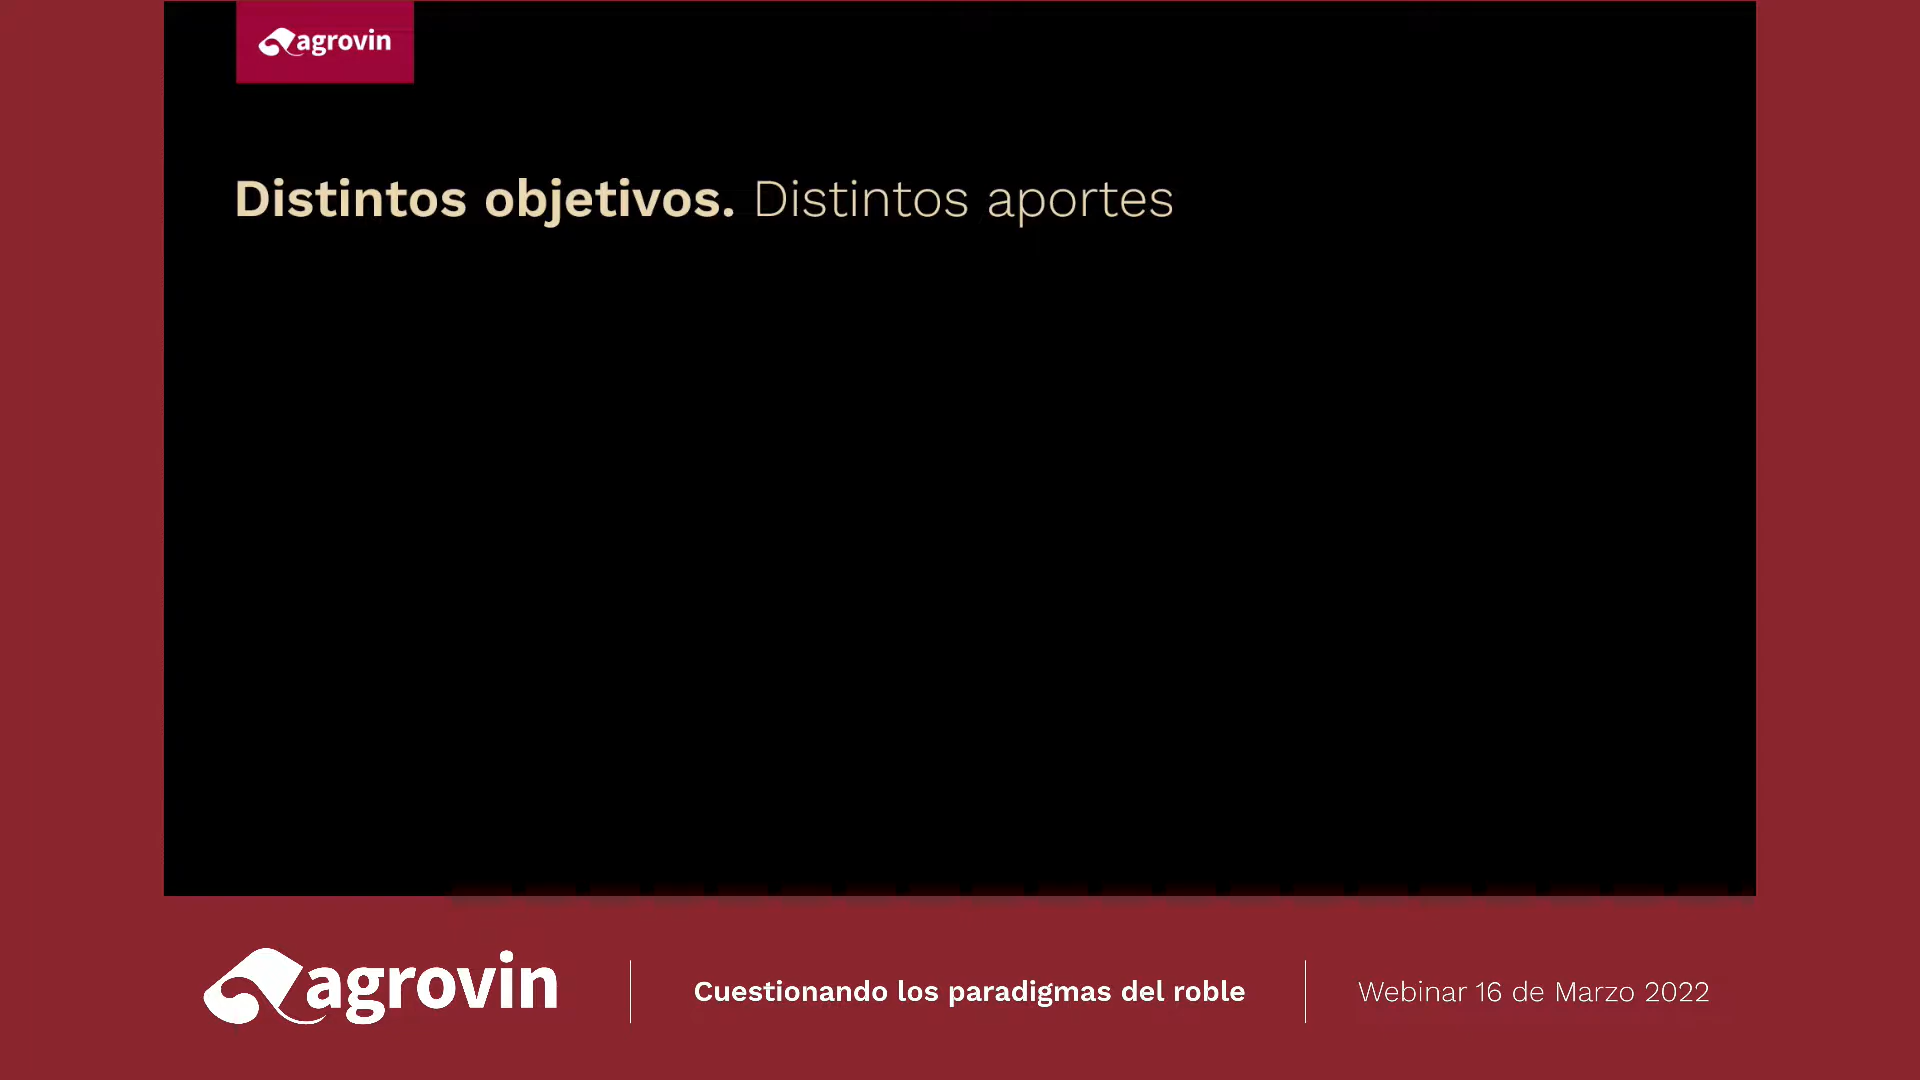 agrovin
Distintos objetivos. Distintos aportes
agrovin
Cuestionando los paradigmas del roble
Webinar 16 de Marzo 2022